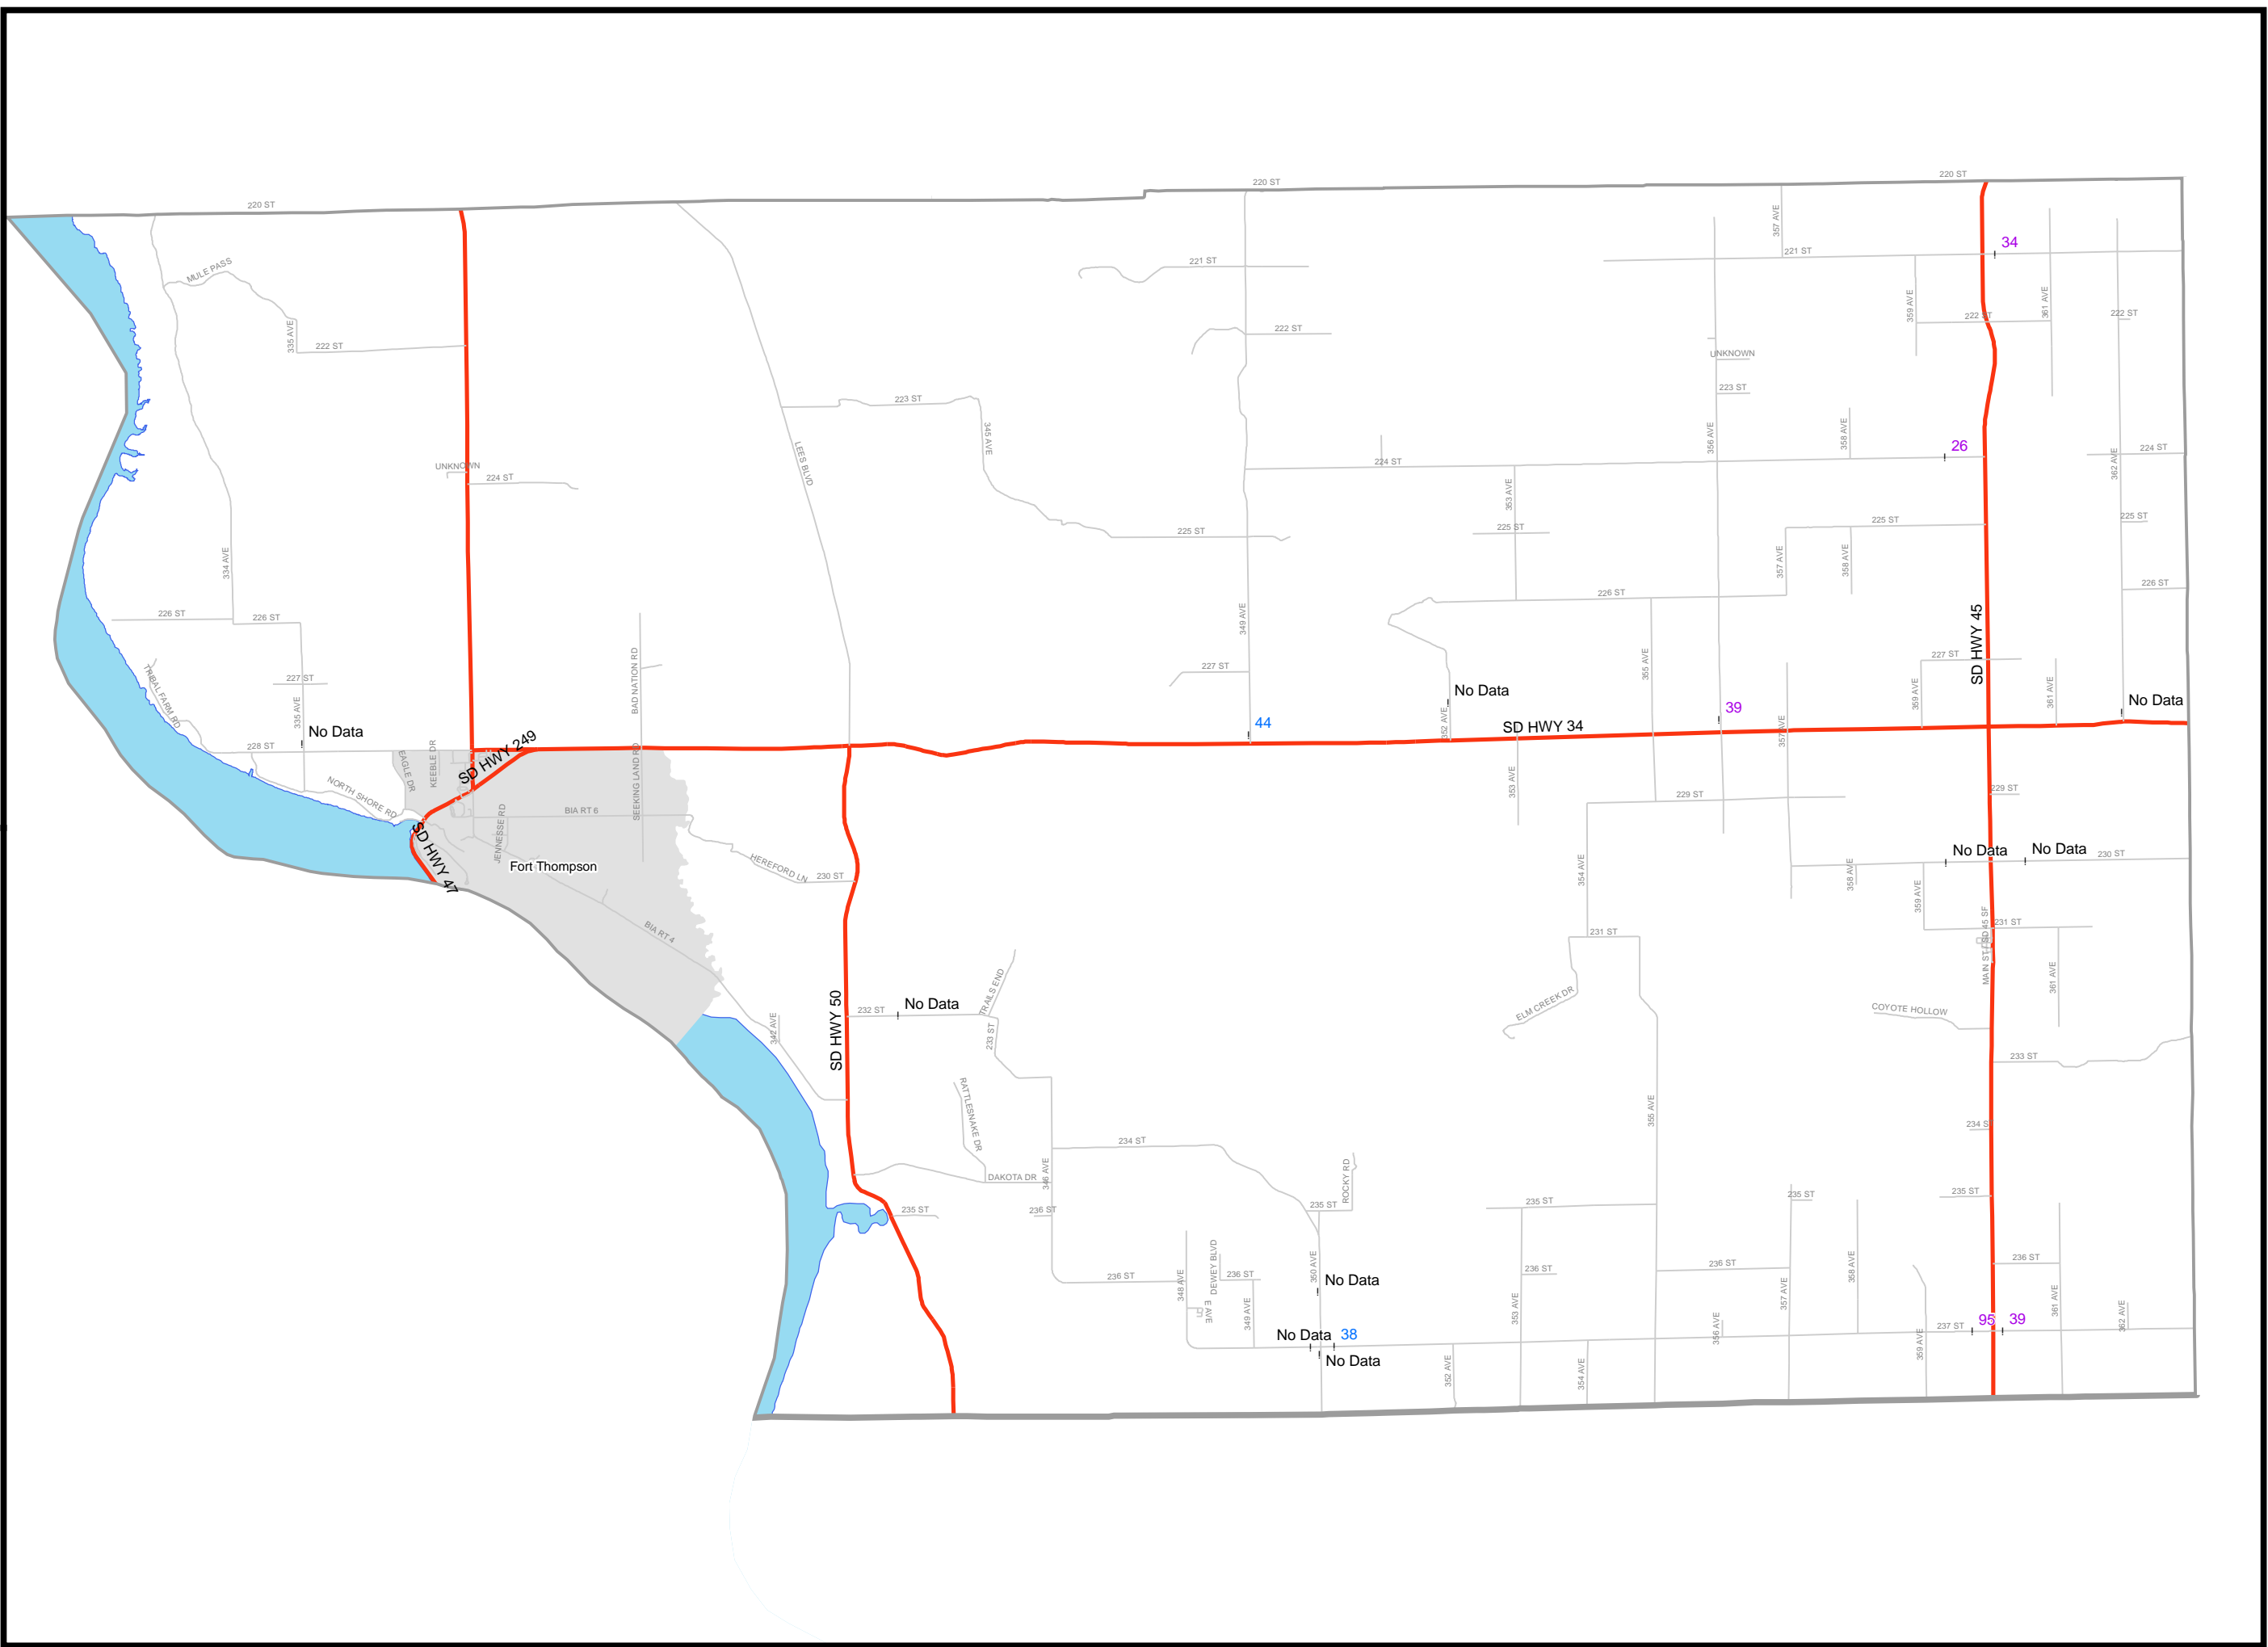 220 ST
220 ST
220 ST
357 AVE
34
221 ST
221 ST
MULE PASS
359 AVE
361 AVE
222 ST
222 ST
335 AVE
222 ST
222 ST
UNKNOWN
223 ST
223 ST
345 AVE
356 AVE
358 AVE
26
LEES BLVD
224 ST
224 ST
362 AVE
UNKNOWN
224 ST
353 AVE
225 ST
225 ST
225 ST
225 ST
334 AVE
357 AVE
358 AVE
226 ST
226 ST
226 ST
226 ST
349 AVE
SD HWY 45
BAD NATION RD
355 AVE
227 ST
227 ST
TRIBAL FARM RD
227 ST
359 AVE
361 AVE
No Data
No Data
335 AVE
No Data
44
352 AVE
39
SD HWY 34
357 AVE
228 ST
SD HWY 249
KEEBLE DR
EAGLE DR
SEEKING LAND RD
353 AVE
229 ST
229 ST
NORTH SHORE RD
BIA RT 6
JENNESSE RD
SD HWY 47
Fort Thompson
HEREFORD LN
230 ST
354 AVE
No Data
No Data
230 ST
358 AVE
359 AVE
BIA RT 4
231 ST
231 ST
MAIN ST
SD 45 SF
361 AVE
TRAILS END
ELM CREEK DR
COYOTE HOLLOW
232 ST
No Data
342 AVE
SD HWY 50
233 ST
233 ST
RATTLESNAKE DR
355 AVE
234 ST
234 S
346 AVE
DAKOTA DR
ROCKY RD
235 ST
236 ST
235 ST
235 ST
235 ST
235 ST
DEWEY BLVD
350 AVE
358 AVE
236 ST
236 ST
236 ST
236 ST
236 ST
236 ST
348 AVE
No Data
E AVE
349 AVE
353 AVE
357 AVE
361 AVE
356 AVE
362 AVE
95
39
237 ST
No Data
38
No Data
352 AVE
354 AVE
359 AVE